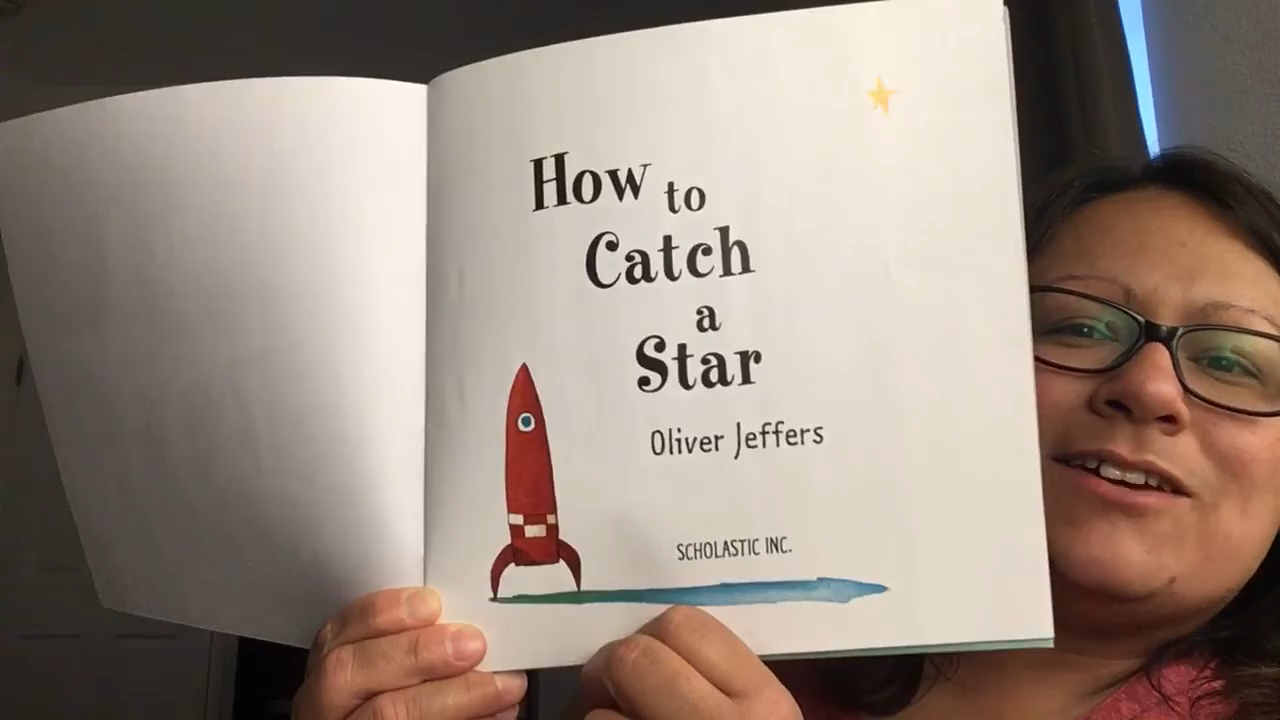 How to
Catch
a
Star
Oliver Jeffers
SCHOLASTIC INC.